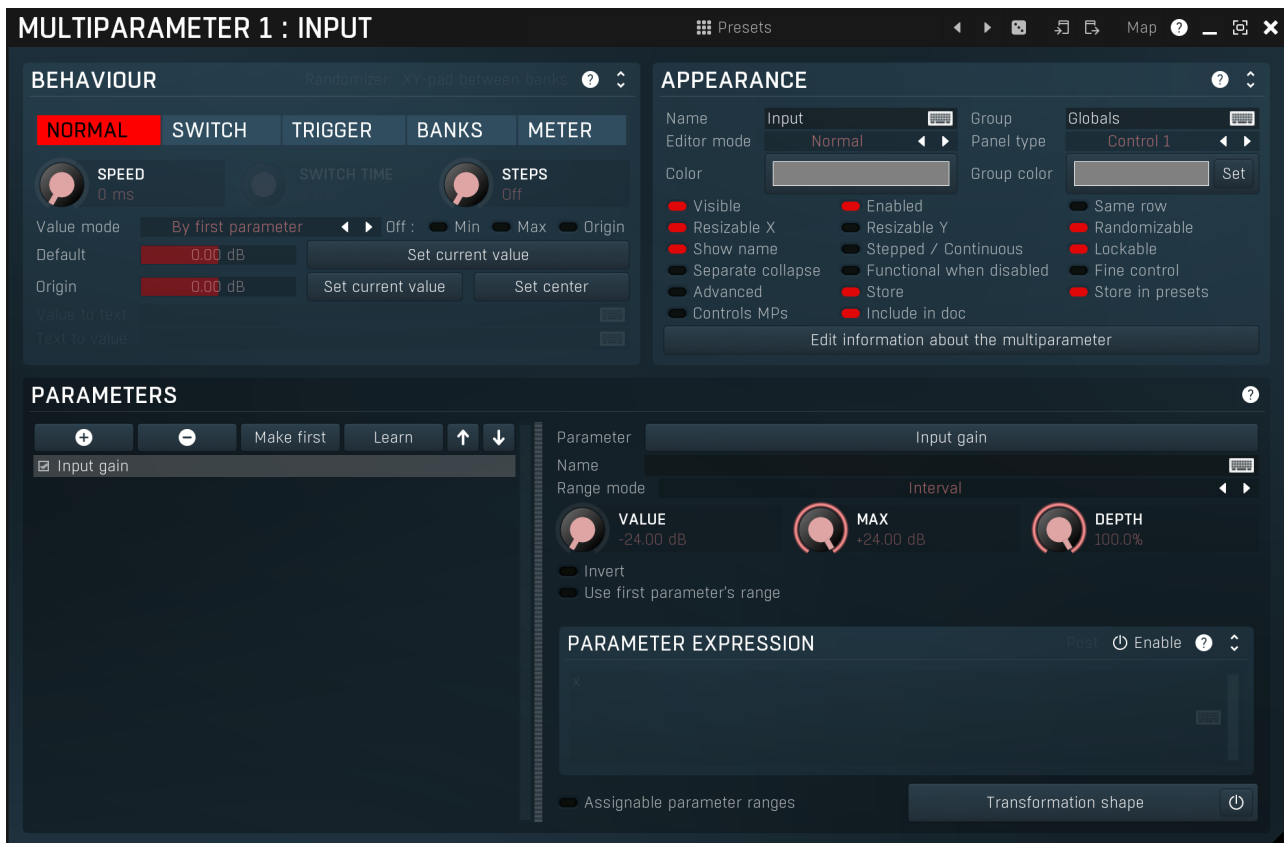 MULTIPARAMETER 1 : INPUT Presets Map ?
BEHAVIOUR Randomizer XY-pad between banks ?
NORMAL SWITCH TRIGGER BANKS METER
SPEED SWITCH TIME STEPS
0 ms Off
Value mode By first parameter Off : Min Max Origin
Default 0.00 dB Set current value
Origin 0.00 dB Set current value Set center
Value to text
Text to value
APPEARANCE ?
Name Input Group Globals
Editor mode Normal Panel type Control 1
Color Group color Set
Visible Enabled Same row
Resizable X Resizable Y Randomizable
Show name Stepped / Continuous Lockable
Separate collapse Functional when disabled Fine control
Advanced Store Store in presets
Controls MPs Include in doc
Edit information about the multiparameter
PARAMETERS ?
Make first Learn
Input gain
Parameter Input gain
Name
Range mode Interval
VALUE MAX DEPTH
-24.00 dB +24.00 dB 100.0%
Invert
Use first parameter's range
PARAMETER EXPRESSION Post Enable ?
x
Assignable parameter ranges Transformation shape